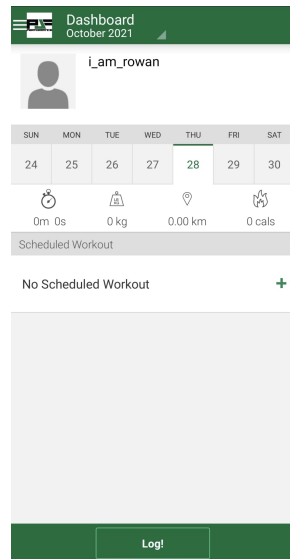 Dashboard
October 2021
i_am_rowan
SUN MON TUE WED THU FRI SAT
24 25 26 27 28 29 30
0m 0s 0 kg 0.00 km 0 cals
Scheduled Workout
No Scheduled Workout +
Log!